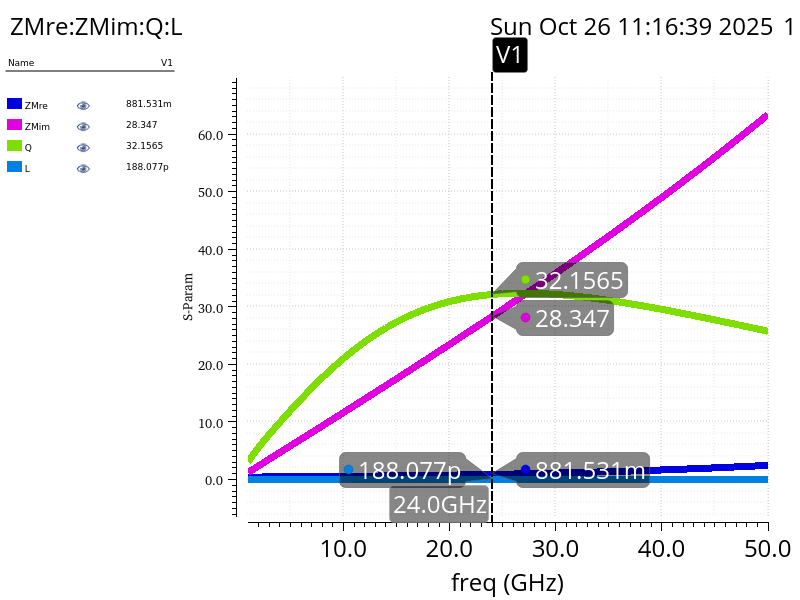 ZMre:ZMim:Q:L
Sun Oct 26 11:16:39 2025 1
V1
Name V1
ZMre 881.531m
ZMim 28.347
Q 32.1565
L 188.077p
S-Param
60.0
50.0
40.0
30.0
20.0
10.0
0.0
32.1565
28.347
188.077p
881.531m
24.0GHz
10.0 20.0 30.0 40.0 50.0
freq (GHz)